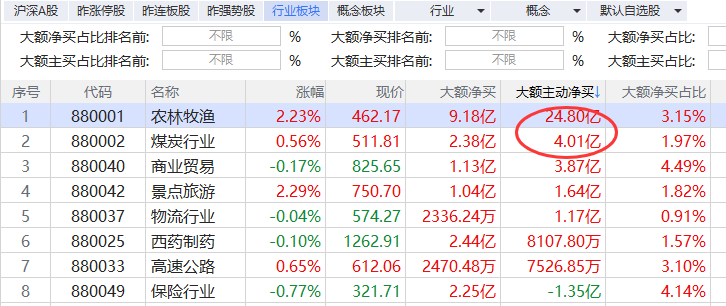 沪深A股 昨涨停股 昨连板股 昨强势股 行业板块 概念板块 行业 概念 默认自选股
大额净买占比排名前: 不限 % 大额净买排名前: 不限 % 大额净买占比:
大额主买占比排名前: 不限 % 大额主买排名前: 不限 % 大额主买占比:
序号 代码 名称 涨幅 现价 大额净买 大额主动净买↓ 大额净买占比
1 880001 农林牧渔 2.23% 462.17 9.18亿 24.80亿 3.15%
2 880002 煤炭行业 0.56% 511.81 2.38亿 4.01亿 1.97%
3 880040 商业贸易 -0.17% 825.65 1.13亿 3.87亿 4.49%
4 880042 景点旅游 2.29% 750.70 1.04亿 1.64亿 1.82%
5 880037 物流行业 -0.04% 574.27 2336.24万 1.17亿 0.91%
6 880025 西药制药 -0.10% 1262.91 2.44亿 8107.80万 1.57%
7 880033 高速公路 0.65% 612.06 2470.48万 7526.85万 3.10%
8 880049 保险行业 -0.77% 321.71 2.25亿 -1.35亿 4.14%